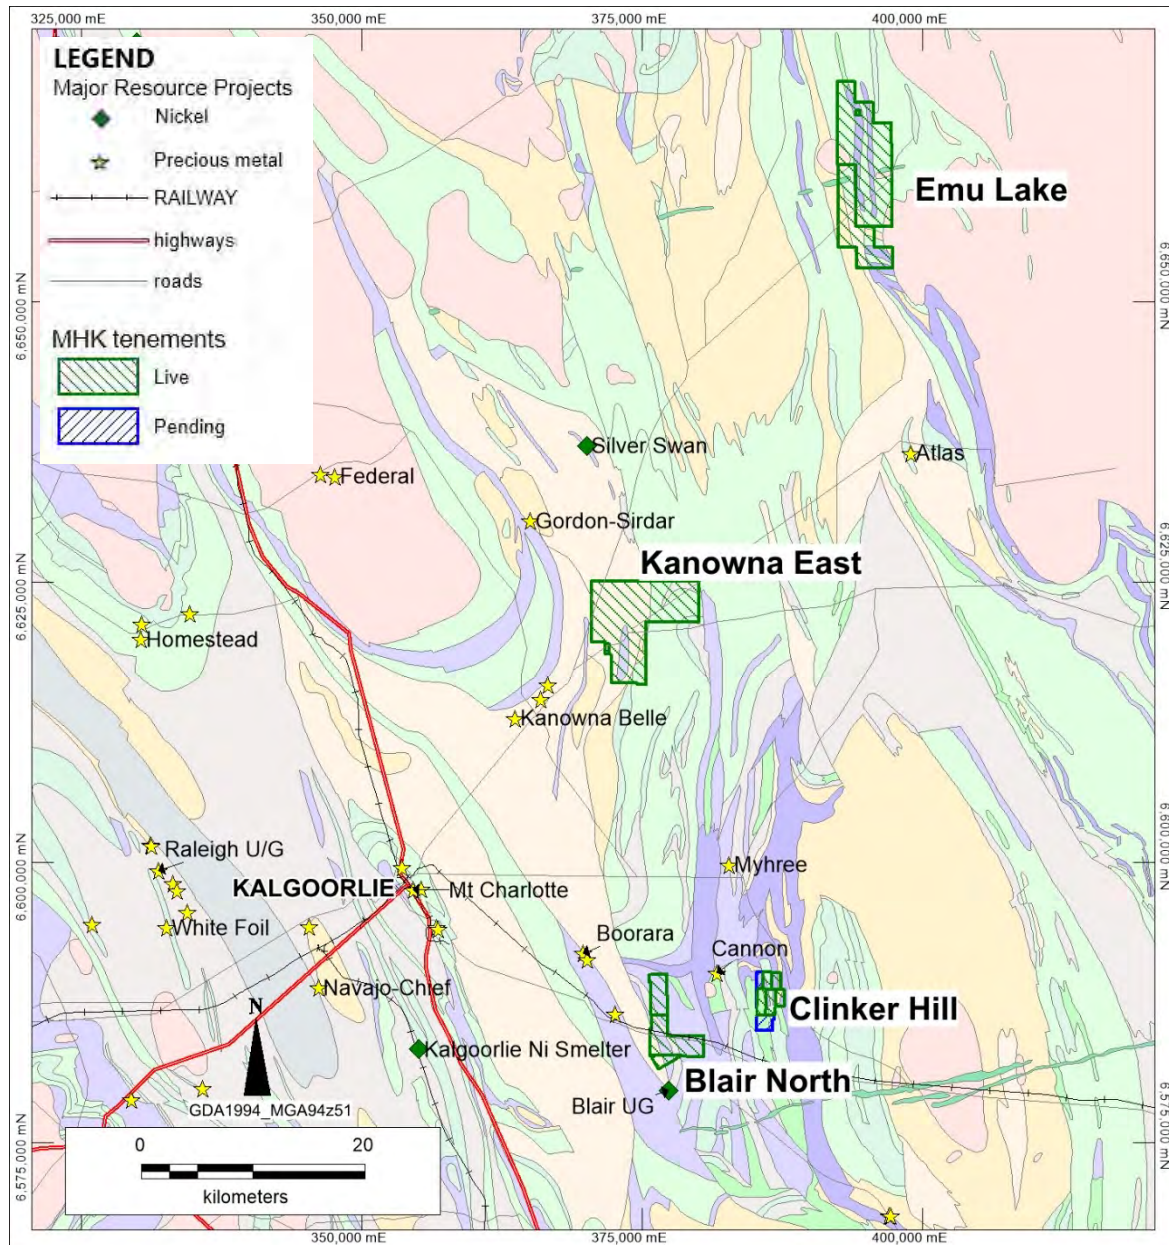 325,000 mE
350,000 mE
375,000 mE
400,000 mE
LEGEND
Major Resource Projects
Nickel
Precious metal
RAILWAY
highways
roads
MHK tenements
Live
Pending
Emu Lake
6,650,000 mN
6,650,000 mN
Silver Swan
Atlas
Federal
Gordon-Sirdar
Kanowna East
6,625,000 mN
6,625,000 mN
Homestead
Kanowna Belle
6,600,000 mN
6,600,000 mN
Raleigh U/G
Myhree
KALGOORLIE
Mt Charlotte
White Foil
Boorara
Cannon
Navajo-Chief
Clinker Hill
N
Kalgoorlie Ni Smelter
Blair North
Blair UG
GDA1994_MGA94z51
6,575,000 mN
6,575,000 mN
0 20
kilometers
350,000 mE
375,000 mE
400,000 mE